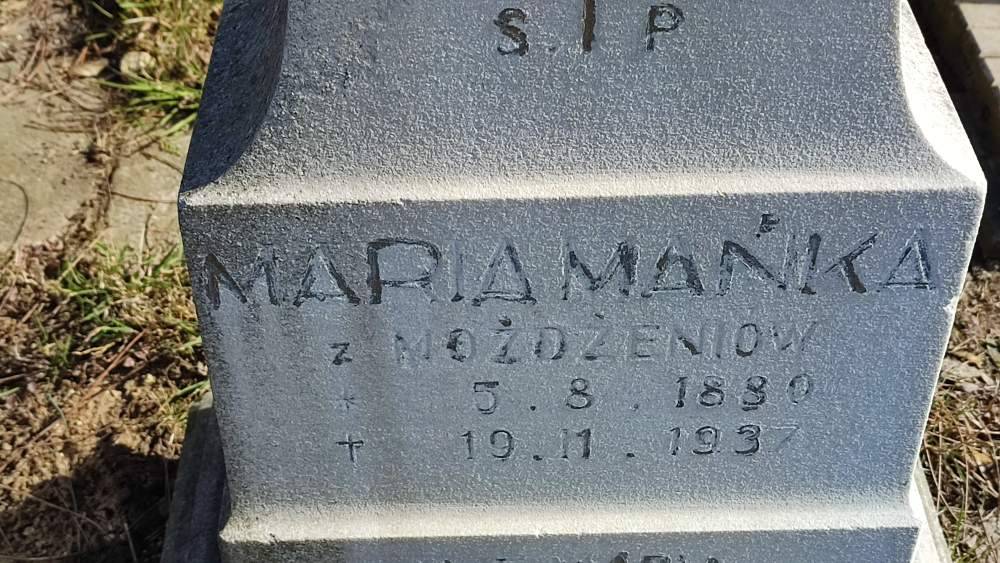 S.I P
MARIA MAŃKA
z MOŻDŻENIÓW
* 5.8.1880
† 19.11.1937